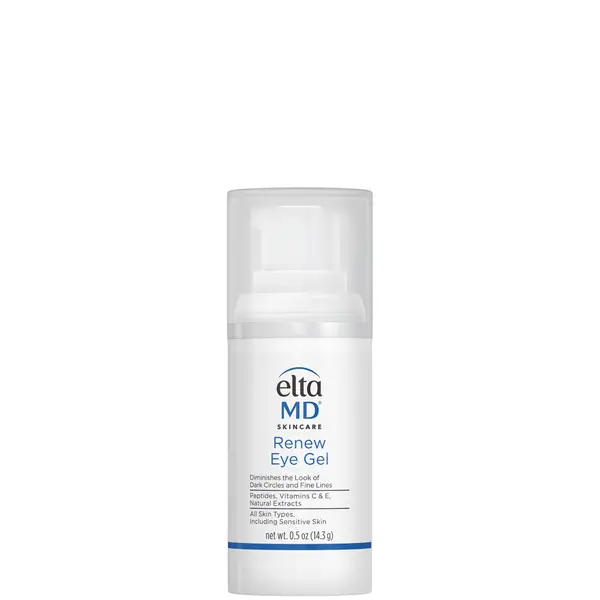 elta
MD®
SKINCARE
Renew
Eye Gel
Diminishes the Look of
Dark Circles and Fine Lines
Peptides, Vitamins C & E,
Natural Extracts
All Skin Types,
Including Sensitive Skin
net wt. 0.5 oz (14.3 g)